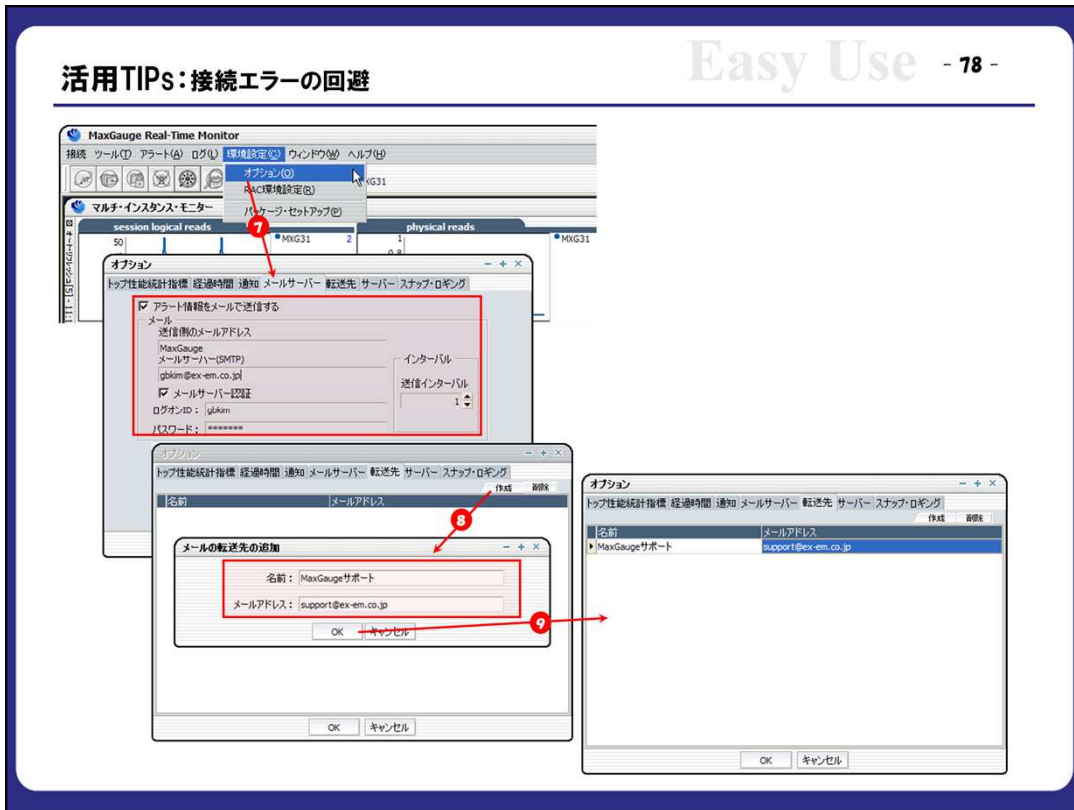 Easy Use
- 78 -
活用TIPs:接続エラーの回避
MaxGauge Real-Time Monitor
接続 ツール(T) アラート(A) ログ(L) 環境設定(C) ウィンドウ(W) ヘルプ(H)
オプション(O)
RAC環境設定(R)
パッケージ・セットアップ(P)
マルチ・インスタンス・モニター
session logical reads
physical reads
50
MXG31 2
1
MXG31
7
オプション
トップ性能統計指標 経過時間 通知 メールサーバー 転送先 サーバー スナップ・ロギング
アラート情報をメールで送信する
メール
送信側のメールアドレス
MaxGauge
メールサーバー(SMTP)
gbkim@ex-em.co.jp
メールサーバー認証
ログオンID: gbkim
パスワード: *******
インターバル
送信インターバル
1
オプション
トップ性能統計指標 経過時間 通知 メールサーバー 転送先 サーバー スナップ・ロギング
作成 削除
名前 メールアドレス
8
メールの転送先の追加
名前: MaxGaugeサポート
メールアドレス: support@ex-em.co.jp
OK キャンセル
9
OK キャンセル
オプション
トップ性能統計指標 経過時間 通知 メールサーバー 転送先 サーバー スナップ・ロギング
作成 削除
名前 メールアドレス
MaxGaugeサポート support@ex-em.co.jp
OK キャンセル